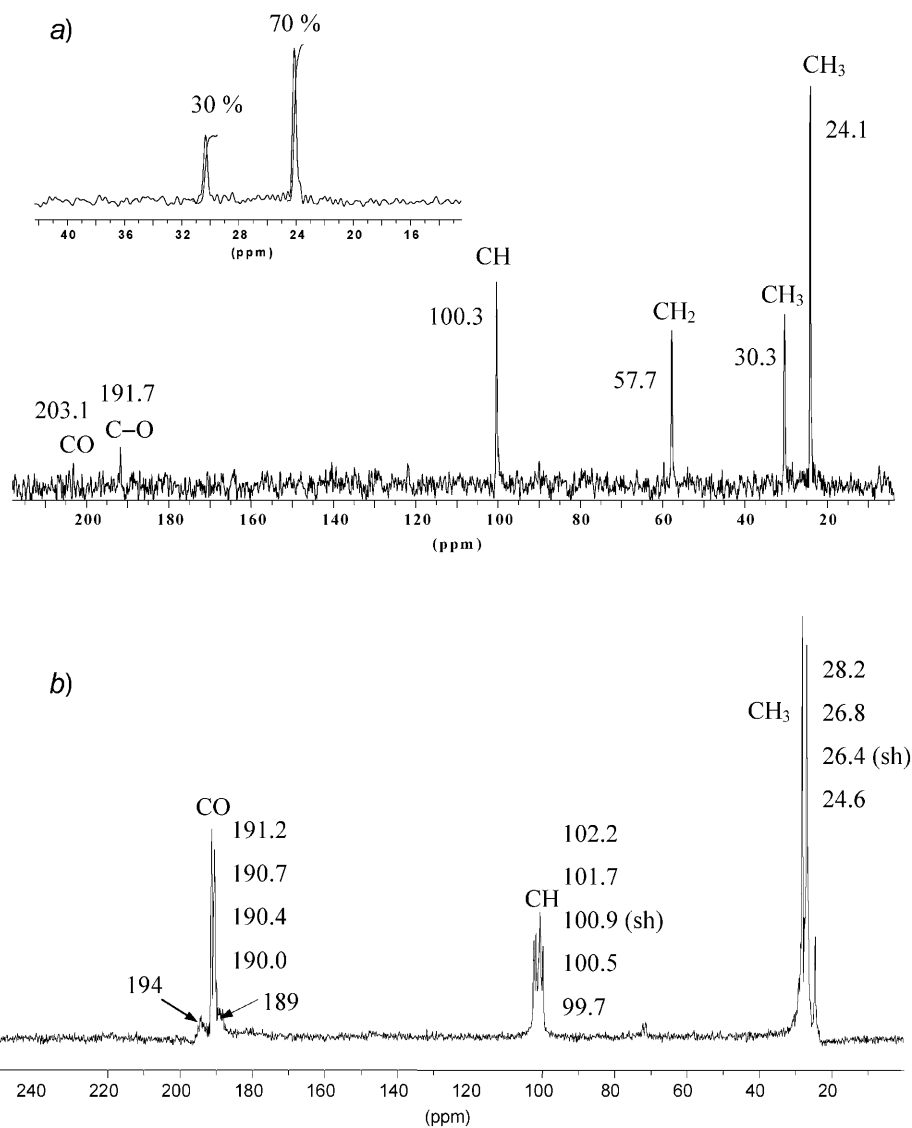 a)
70 %
30 %
40 36 32 28 24 20 16
(ppm)
CH3
24.1
CH
100.3
CH2
57.7
CH3
30.3
203.1
CO
191.7
C–O
200 180 160 140 120 100 80 60 40 20
(ppm)
b)
CH3
28.2
26.8
26.4 (sh)
24.6
CO
191.2
190.7
190.4
190.0
194
189
CH
102.2
101.7
100.9 (sh)
100.5
99.7
240 220 200 180 160 140 120 100 80 60 40 20
(ppm)